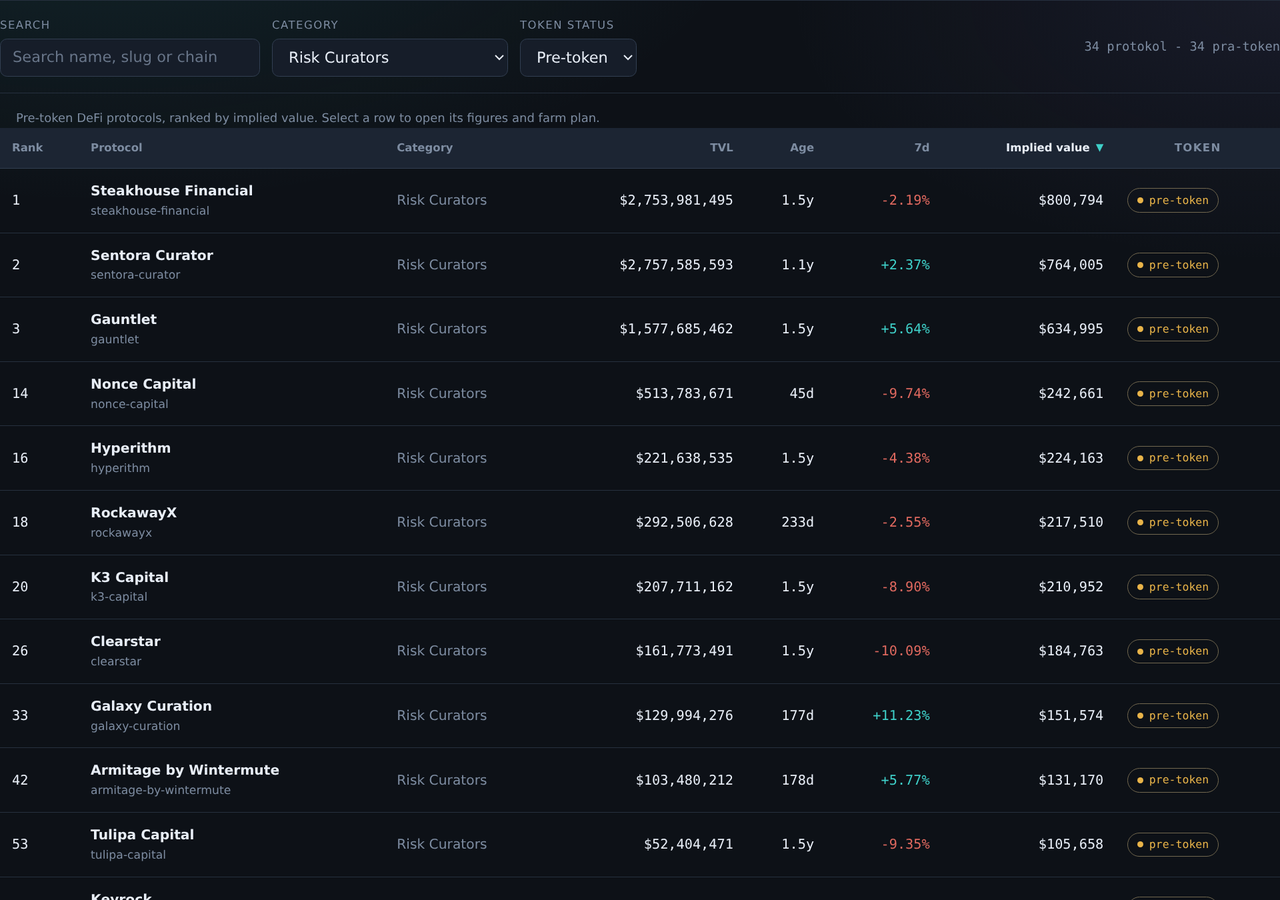 SEARCH CATEGORY TOKEN STATUS
Search name, slug or chain Risk Curators Pre-token 34 protokol - 34 pra-token
Pre-token DeFi protocols, ranked by implied value. Select a row to open its figures and farm plan.
Rank Protocol Category TVL Age 7d Implied value ▼ TOKEN
1 Steakhouse Financial Risk Curators $2,753,981,495 1.5y -2.19% $800,794 pre-token
steakhouse-financial
2 Sentora Curator Risk Curators $2,757,585,593 1.1y +2.37% $764,005 pre-token
sentora-curator
3 Gauntlet Risk Curators $1,577,685,462 1.5y +5.64% $634,995 pre-token
gauntlet
14 Nonce Capital Risk Curators $513,783,671 45d -9.74% $242,661 pre-token
nonce-capital
16 Hyperithm Risk Curators $221,638,535 1.5y -4.38% $224,163 pre-token
hyperithm
18 RockawayX Risk Curators $292,506,628 233d -2.55% $217,510 pre-token
rockawayx
20 K3 Capital Risk Curators $207,711,162 1.5y -8.90% $210,952 pre-token
k3-capital
26 Clearstar Risk Curators $161,773,491 1.5y -10.09% $184,763 pre-token
clearstar
33 Galaxy Curation Risk Curators $129,994,276 177d +11.23% $151,574 pre-token
galaxy-curation
42 Armitage by Wintermute Risk Curators $103,480,212 178d +5.77% $131,170 pre-token
armitage-by-wintermute
53 Tulipa Capital Risk Curators $52,404,471 1.5y -9.35% $105,658 pre-token
tulipa-capital
Keyrock